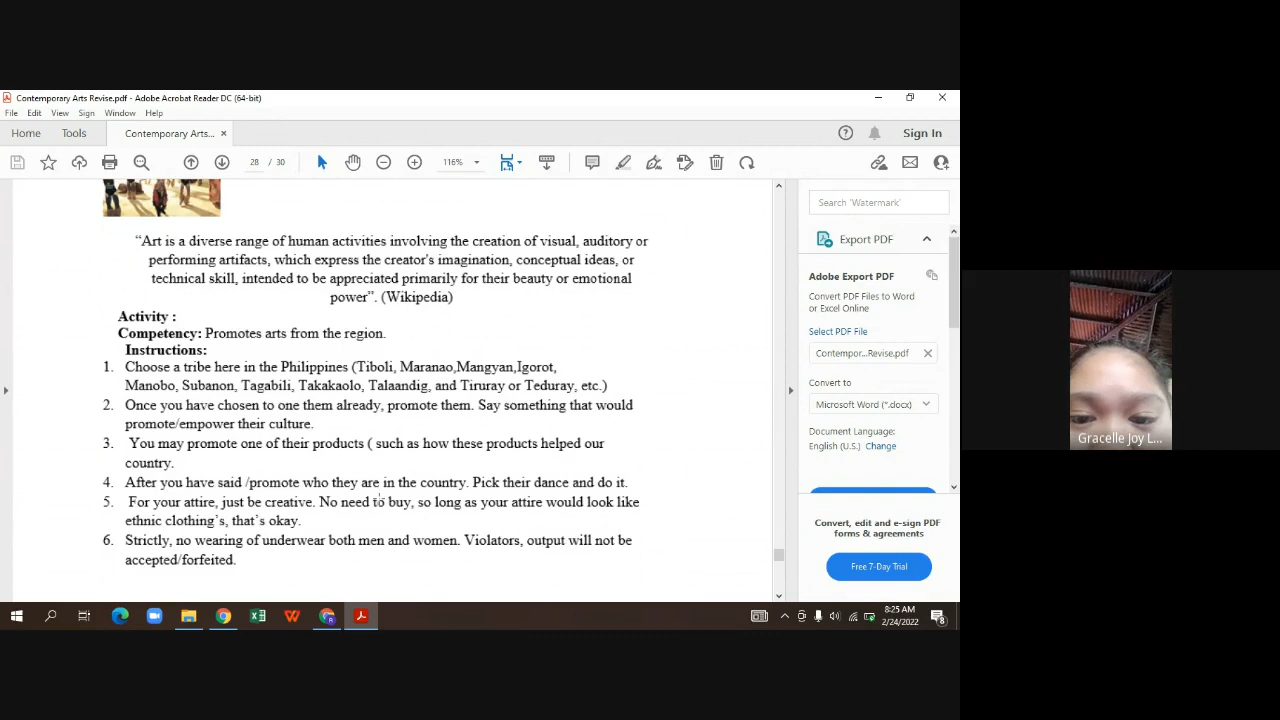 Contemporary Arts Revise.pdf - Adobe Acrobat Reader DC (64-bit)
File Edit View Sign Window Help
Home Tools Contemporary Arts... × Sign In
28 / 30 116%
Search 'Watermark'
"Art is a diverse range of human activities involving the creation of visual, auditory or
performing artifacts, which express the creator's imagination, conceptual ideas, or
technical skill, intended to be appreciated primarily for their beauty or emotional
power". (Wikipedia)
Activity :
Competency: Promotes arts from the region.
Instructions:
1. Choose a tribe here in the Philippines (Tiboli, Maranao,Mangyan,Igorot,
Manobo, Subanon, Tagabili, Takakaolo, Talaandig, and Tiruray or Teduray, etc.)
2. Once you have chosen to one them already, promote them. Say something that would
promote/empower their culture.
3. You may promote one of their products ( such as how these products helped our
country.
4. After you have said /promote who they are in the country. Pick their dance and do it.
5. For your attire, just be creative. No need to buy, so long as your attire would look like
ethnic clothing's, that's okay.
6. Strictly, no wearing of underwear both men and women. Violators, output will not be
accepted/forfeited.
Export PDF
Adobe Export PDF
Convert PDF Files to Word
or Excel Online
Select PDF File
Contempor...Revise.pdf
Convert to
Microsoft Word (*.docx)
Document Language:
English (U.S.) Change
Convert, edit and e-sign PDF
forms & agreements
Free 7-Day Trial
8:25 AM
2/24/2022
8
Gracelle Joy L...